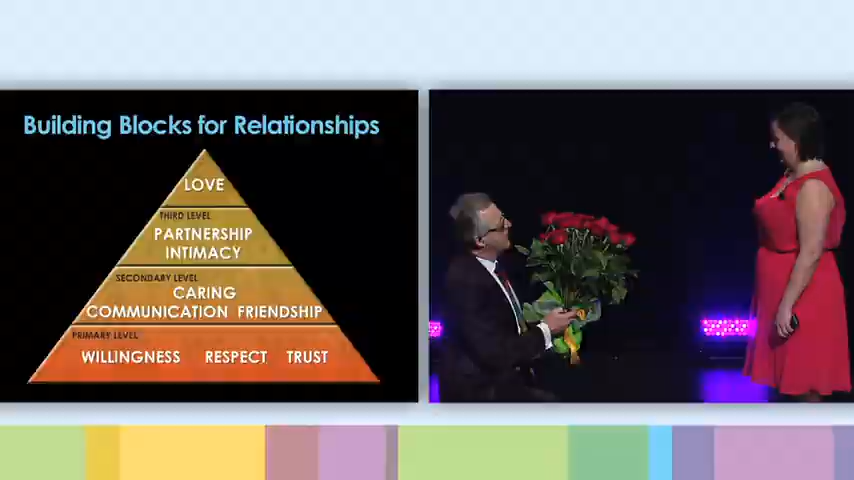 Building Blocks for Relationships
LOVE
THIRD LEVEL
PARTNERSHIP
INTIMACY
SECONDARY LEVEL
CARING
COMMUNICATION FRIENDSHIP
PRIMARY LEVEL
WILLINGNESS RESPECT TRUST